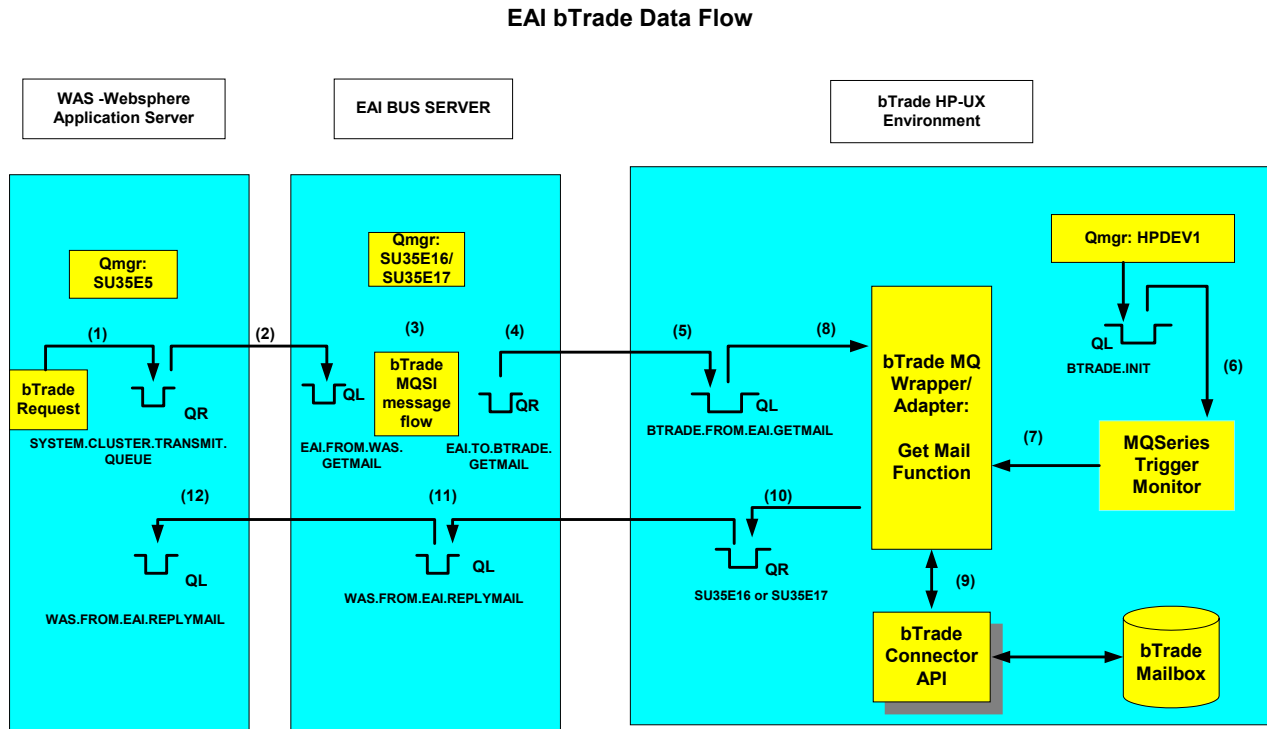 EAI bTrade Data Flow
WAS -Websphere
Application Server
EAI BUS SERVER
bTrade HP-UX
Environment
Qmgr:
SU35E5
(1)
bTrade
Request
QR
SYSTEM.CLUSTER.TRANSMIT.
QUEUE
(2)
Qmgr:
SU35E16/
SU35E17
(3)
QL
EAI.FROM.WAS.
GETMAIL
bTrade
MQSI
message
flow
(4)
QR
EAI.TO.BTRADE.
GETMAIL
(5)
QL
BTRADE.FROM.EAI.GETMAIL
(8)
bTrade MQ
Wrapper/
Adapter:
Get Mail
Function
Qmgr: HPDEV1
QL
BTRADE.INIT
(6)
(7)
MQSeries
Trigger
Monitor
(12)
QL
WAS.FROM.EAI.REPLYMAIL
(11)
QL
WAS.FROM.EAI.REPLYMAIL
(10)
QR
SU35E16 or SU35E17
(9)
bTrade
Connector
API
bTrade
Mailbox